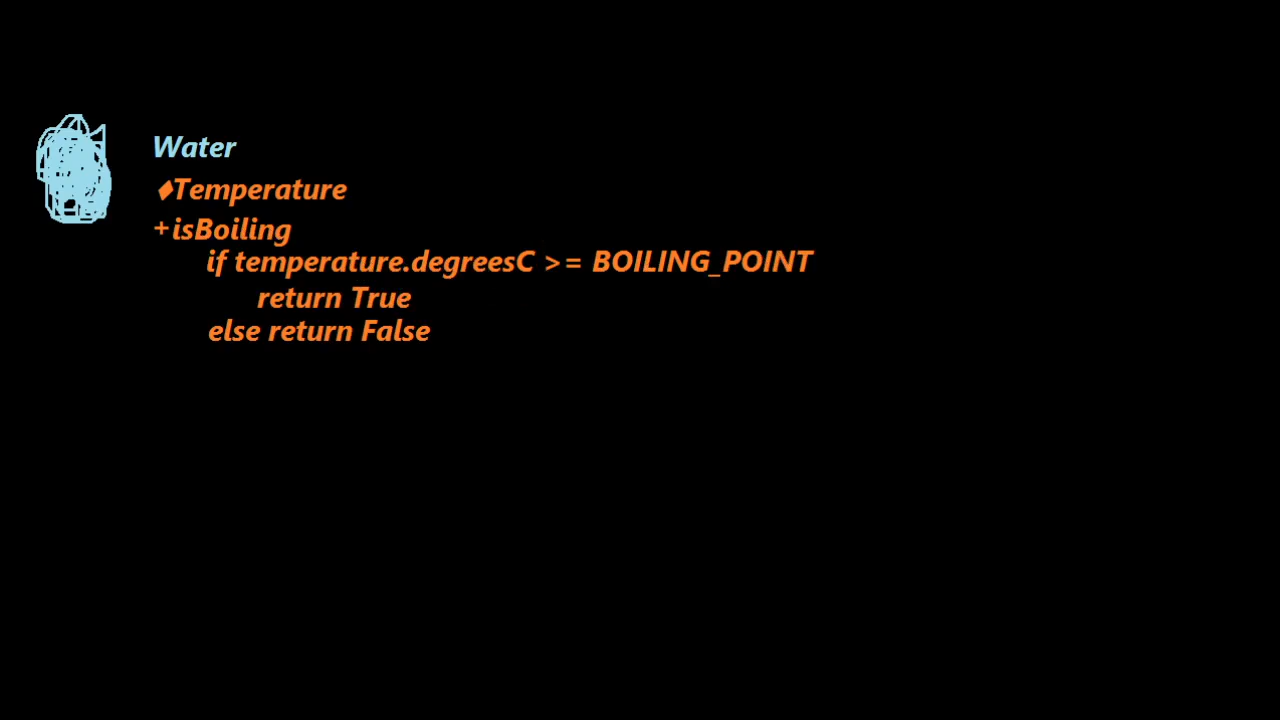 Water
♦Temperature
+isBoiling
if temperature.degreesC >= BOILING_POINT
return True
else return False